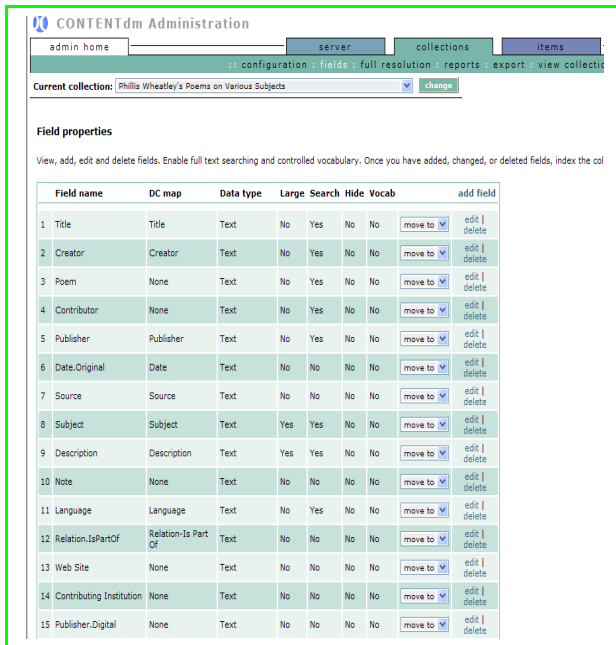 CONTENTdm Administration
admin home server collections items
:: configuration : fields : full resolution : reports : export : view collectio
Current collection: Phillis Wheatley's Poems on Various Subjects change
Field properties
View, add, edit and delete fields. Enable full text searching and controlled vocabulary. Once you have added, changed, or deleted fields, index the col
Field name DC map Data type Large Search Hide Vocab add field
1 Title Title Text No Yes No No move to edit | delete
2 Creator Creator Text No Yes No No move to edit | delete
3 Poem None Text No Yes No No move to edit | delete
4 Contributor None Text No Yes No No move to edit | delete
5 Publisher Publisher Text No Yes No No move to edit | delete
6 Date.Original Date Text No No No No move to edit | delete
7 Source Source Text No No No No move to edit | delete
8 Subject Subject Text Yes Yes No No move to edit | delete
9 Description Description Text Yes Yes No No move to edit | delete
10 Note None Text No No No No move to edit | delete
11 Language Language Text No Yes No No move to edit | delete
12 Relation.IsPartOf Relation-Is Part Of Text No No No No move to edit | delete
13 Web Site None Text No No No No move to edit | delete
14 Contributing Institution None Text No No No No move to edit | delete
15 Publisher.Digital None Text No No No No move to edit | delete